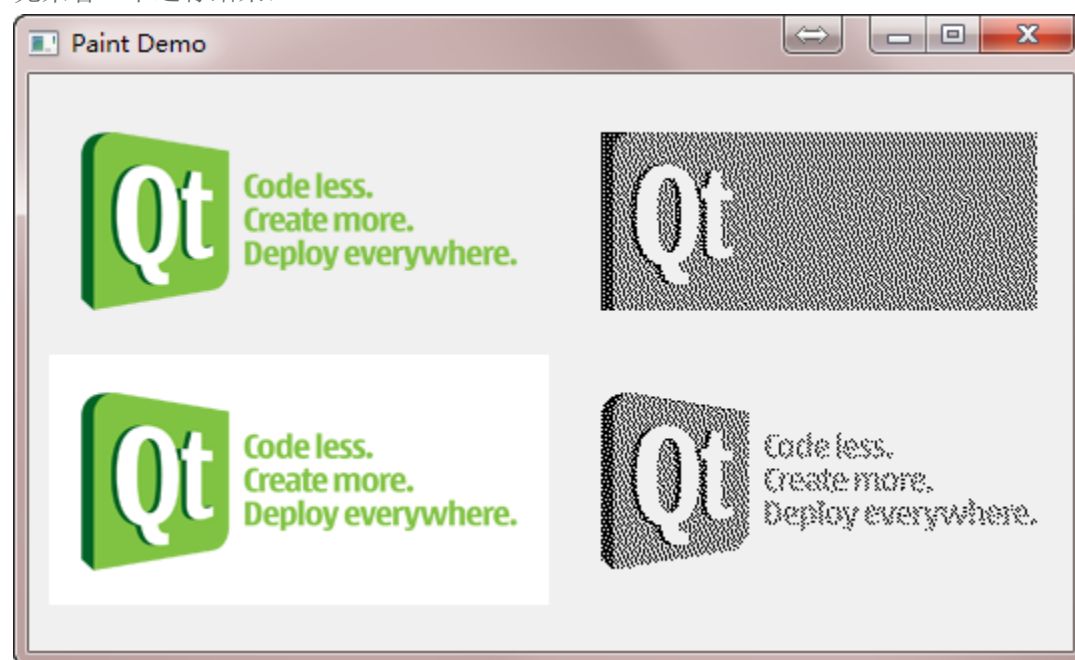 Paint Demo
Qt
Code less.
Create more.
Deploy everywhere.
Qt
Qt
Code less.
Create more.
Deploy everywhere.
Qt
Code less.
Create more.
Deploy everywhere.